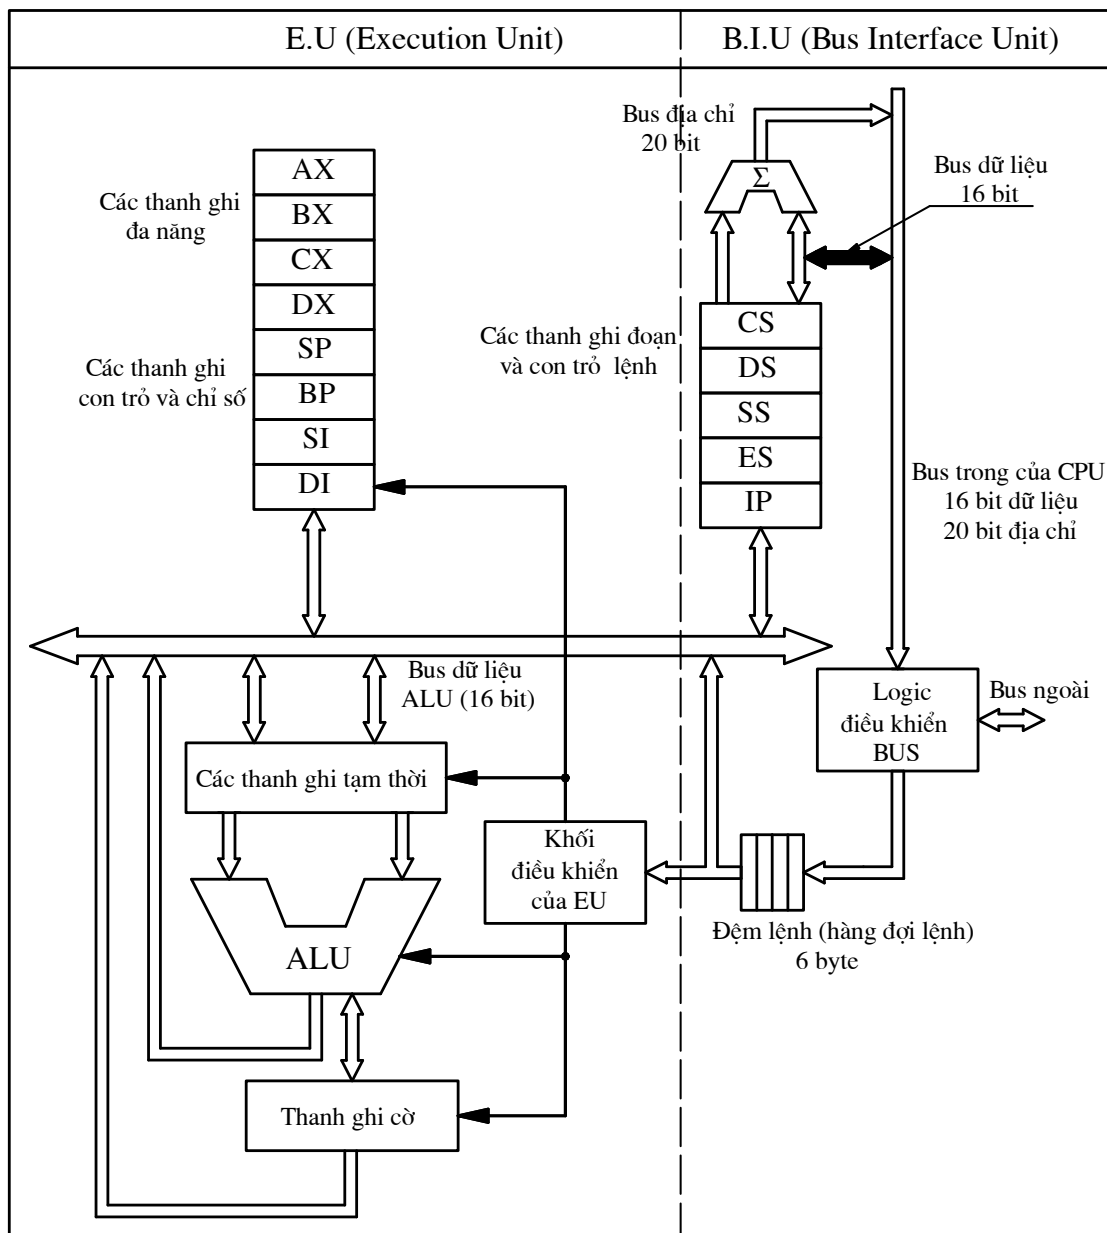 E.U (Execution Unit)
B.I.U (Bus Interface Unit)
Bus địa chỉ
20 bit
Σ
Bus dữ liệu
16 bit
Các thanh ghi
đa năng
AX
BX
CX
DX
SP
BP
SI
DI
Các thanh ghi
con trỏ và chỉ số
Các thanh ghi đoạn
và con trỏ lệnh
CS
DS
SS
ES
IP
Bus trong của CPU
16 bit dữ liệu
20 bit địa chỉ
Bus dữ liệu
ALU (16 bit)
Logic
điều khiển
BUS
Bus ngoài
Các thanh ghi tạm thời
Khối
điều khiển
của EU
Đệm lệnh (hàng đợi lệnh)
6 byte
ALU
Thanh ghi cờ